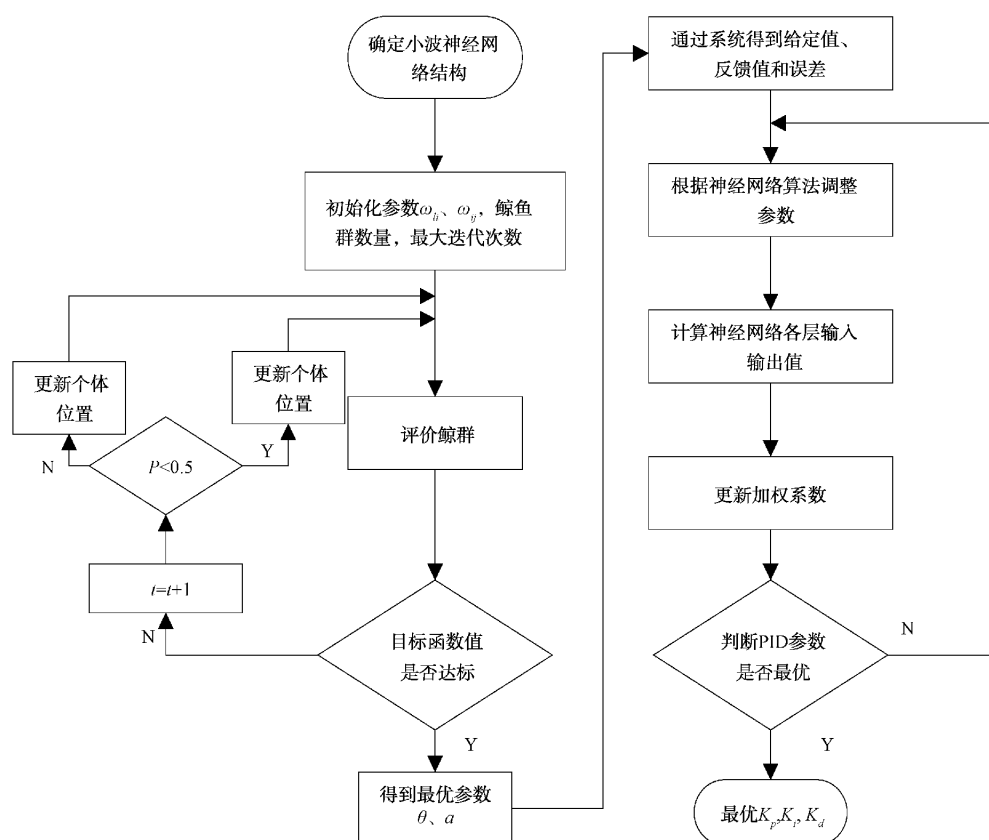 确定小波神经网
络结构
初始化参数ω_li、ω_ij，鲸鱼
群数量，最大迭代次数
更新个体
位置
更新个体
位置
N
P<0.5
Y
评价鲸群
t=t+1
N
目标函数值
是否达标
Y
得到最优参数
θ、a
通过系统得到给定值、
反馈值和误差
根据神经网络算法调整
参数
计算神经网络各层输入
输出值
更新加权系数
判断PID参数
是否最优
N
Y
最优K_p,K_i, K_d